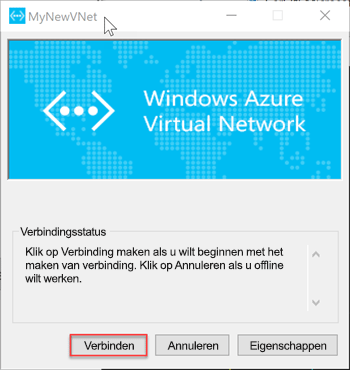 MyNewVNet
Windows Azure
Virtual Network
Verbindingsstatus
Klik op Verbinding maken als u wilt beginnen met het
maken van verbinding. Klik op Annuleren als u offline
wilt werken.
Verbinden Annuleren Eigenschappen